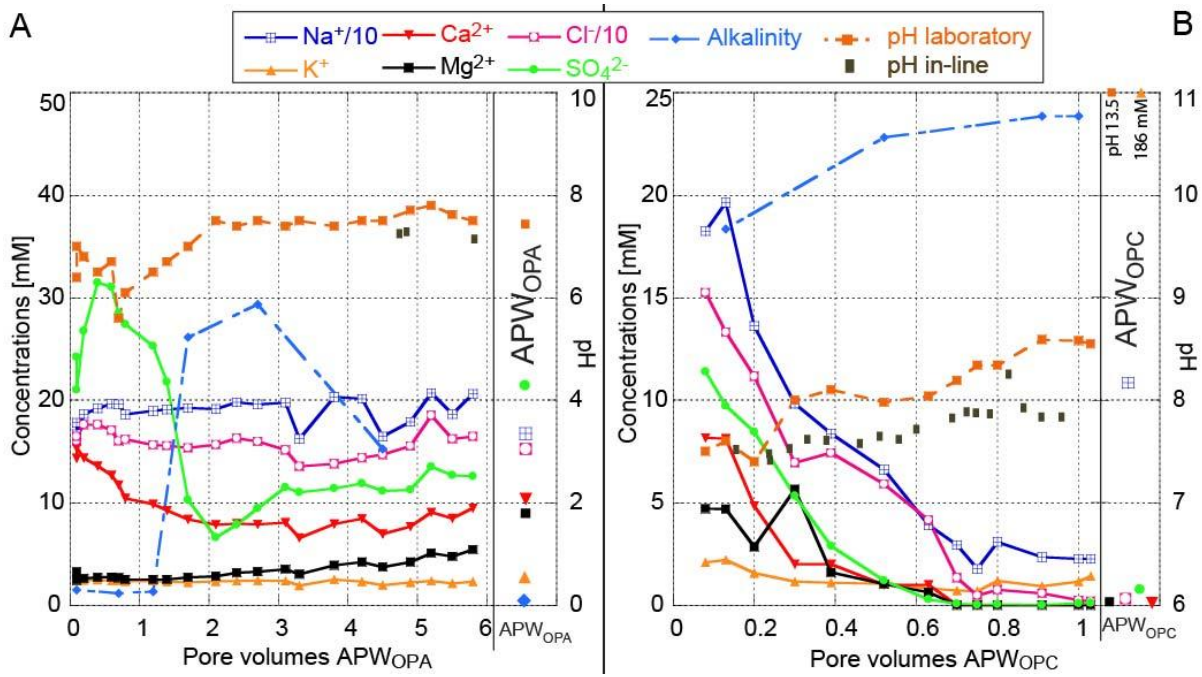 A
B
Na⁺/10
Ca²⁺
Cl⁻/10
Alkalinity
pH laboratory
K⁺
Mg²⁺
SO₄²⁻
pH in-line
50
40
30
20
10
0
Concentrations [mM]
10
8
6
4
2
0
pH
APW_OPA
0 1 2 3 4 5 6
APW_OPA
Pore volumes APW_OPA
25
20
15
10
5
0
Concentrations [mM]
pH 13.5
186 mM
11
10
9
8
7
6
pH
APW_OPC
0 0.2 0.4 0.6 0.8 1
APW_OPC
Pore volumes APW_OPC